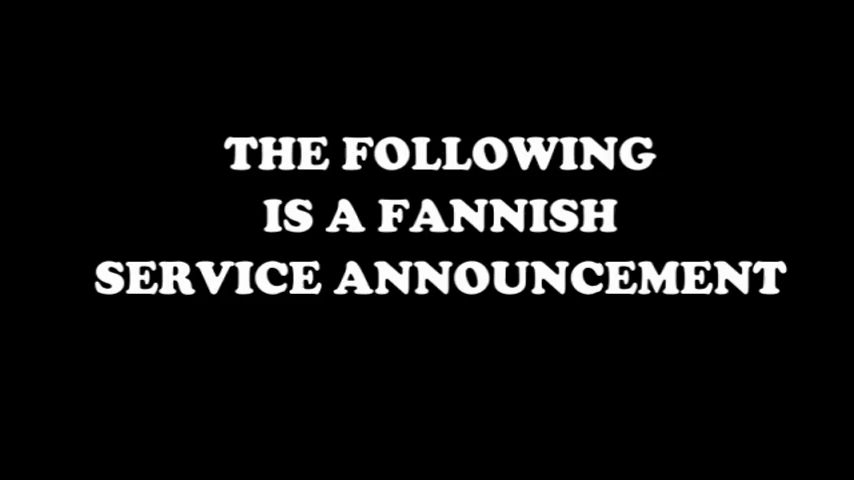 THE FOLLOWING
IS A FANNISH
SERVICE ANNOUNCEMENT